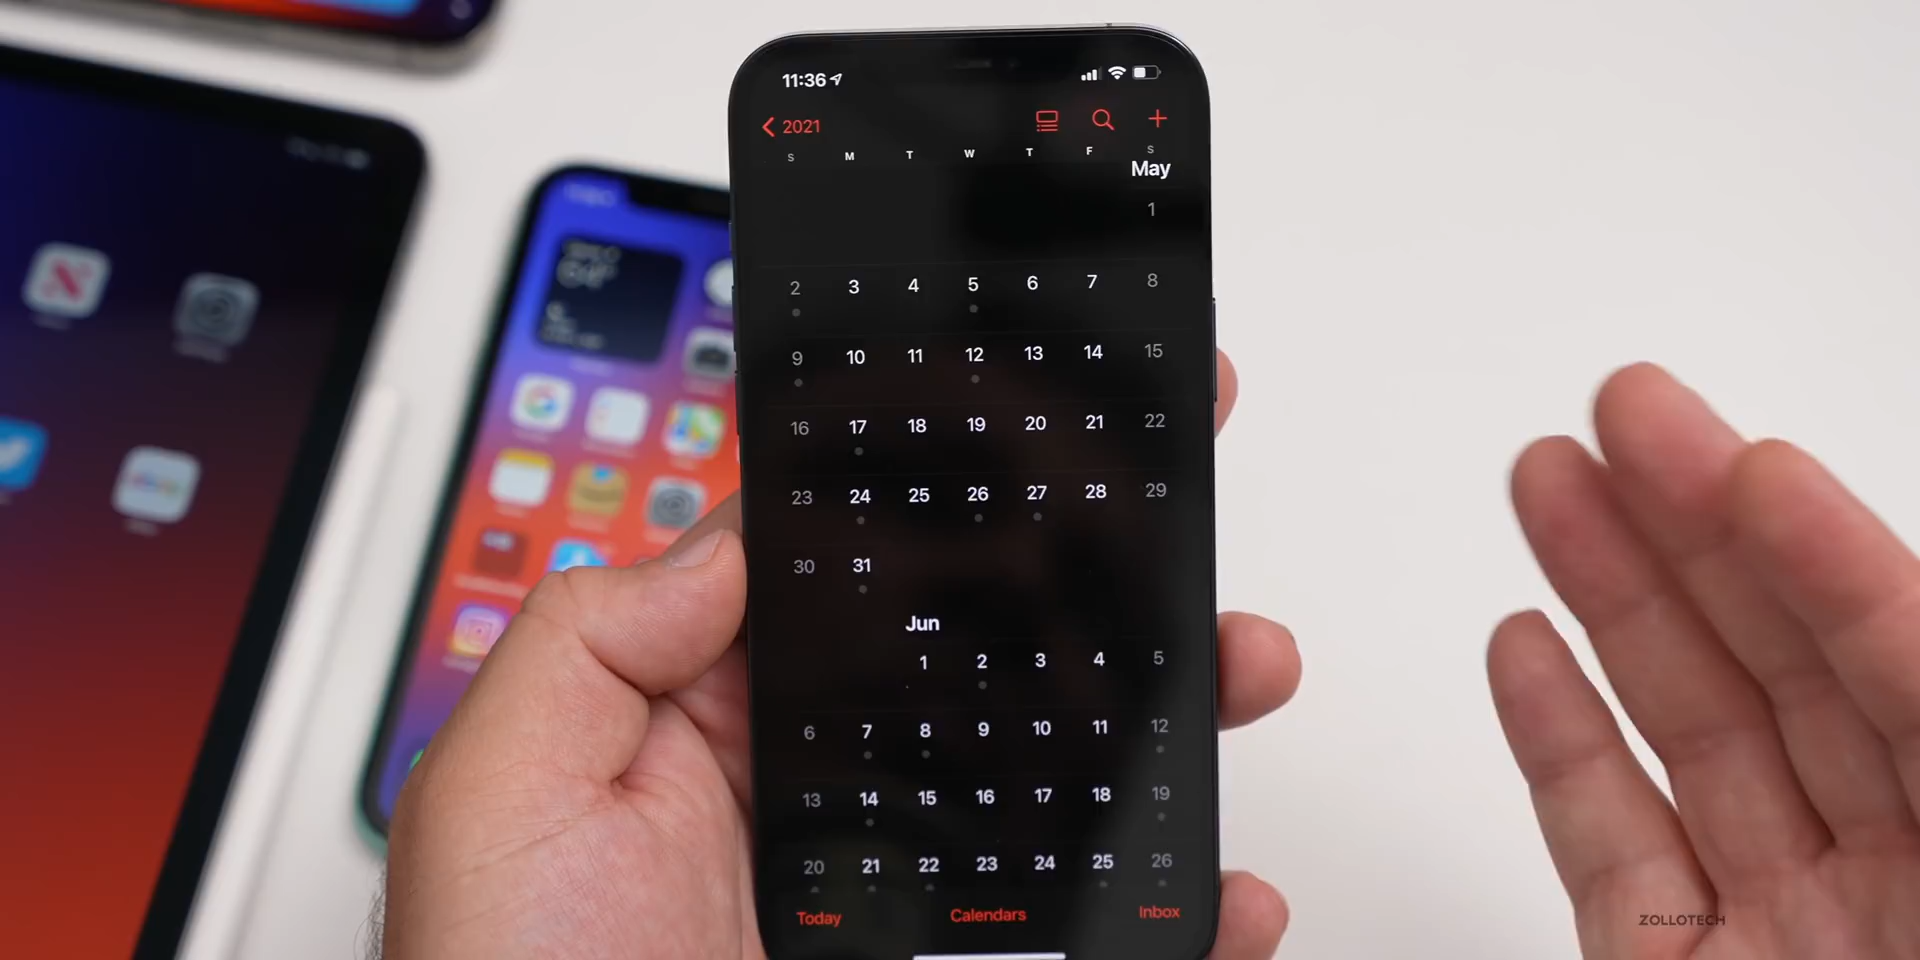 11:36
2021
S M T W T F S
May
1
2 3 4 5 6 7 8
9 10 11 12 13 14 15
16 17 18 19 20 21 22
23 24 25 26 27 28 29
30 31
Jun
1 2 3 4 5
6 7 8 9 10 11 12
13 14 15 16 17 18 19
20 21 22 23 24 25 26
Today Calendars Inbox
ZOLLOTECH